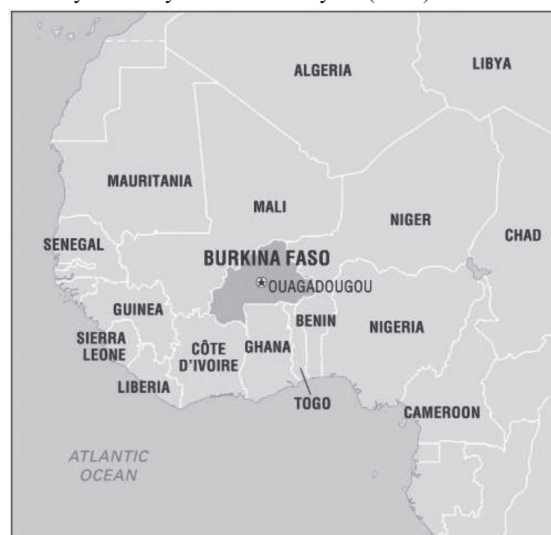 ALGERIA
LIBYA
MAURITANIA
MALI
NIGER
CHAD
SENEGAL
BURKINA FASO
OUAGADOUGOU
GUINEA
BENIN
NIGERIA
SIERRA
LEONE
CÔTE
D'IVOIRE
GHANA
LIBERIA
TOGO
CAMEROON
ATLANTIC
OCEAN